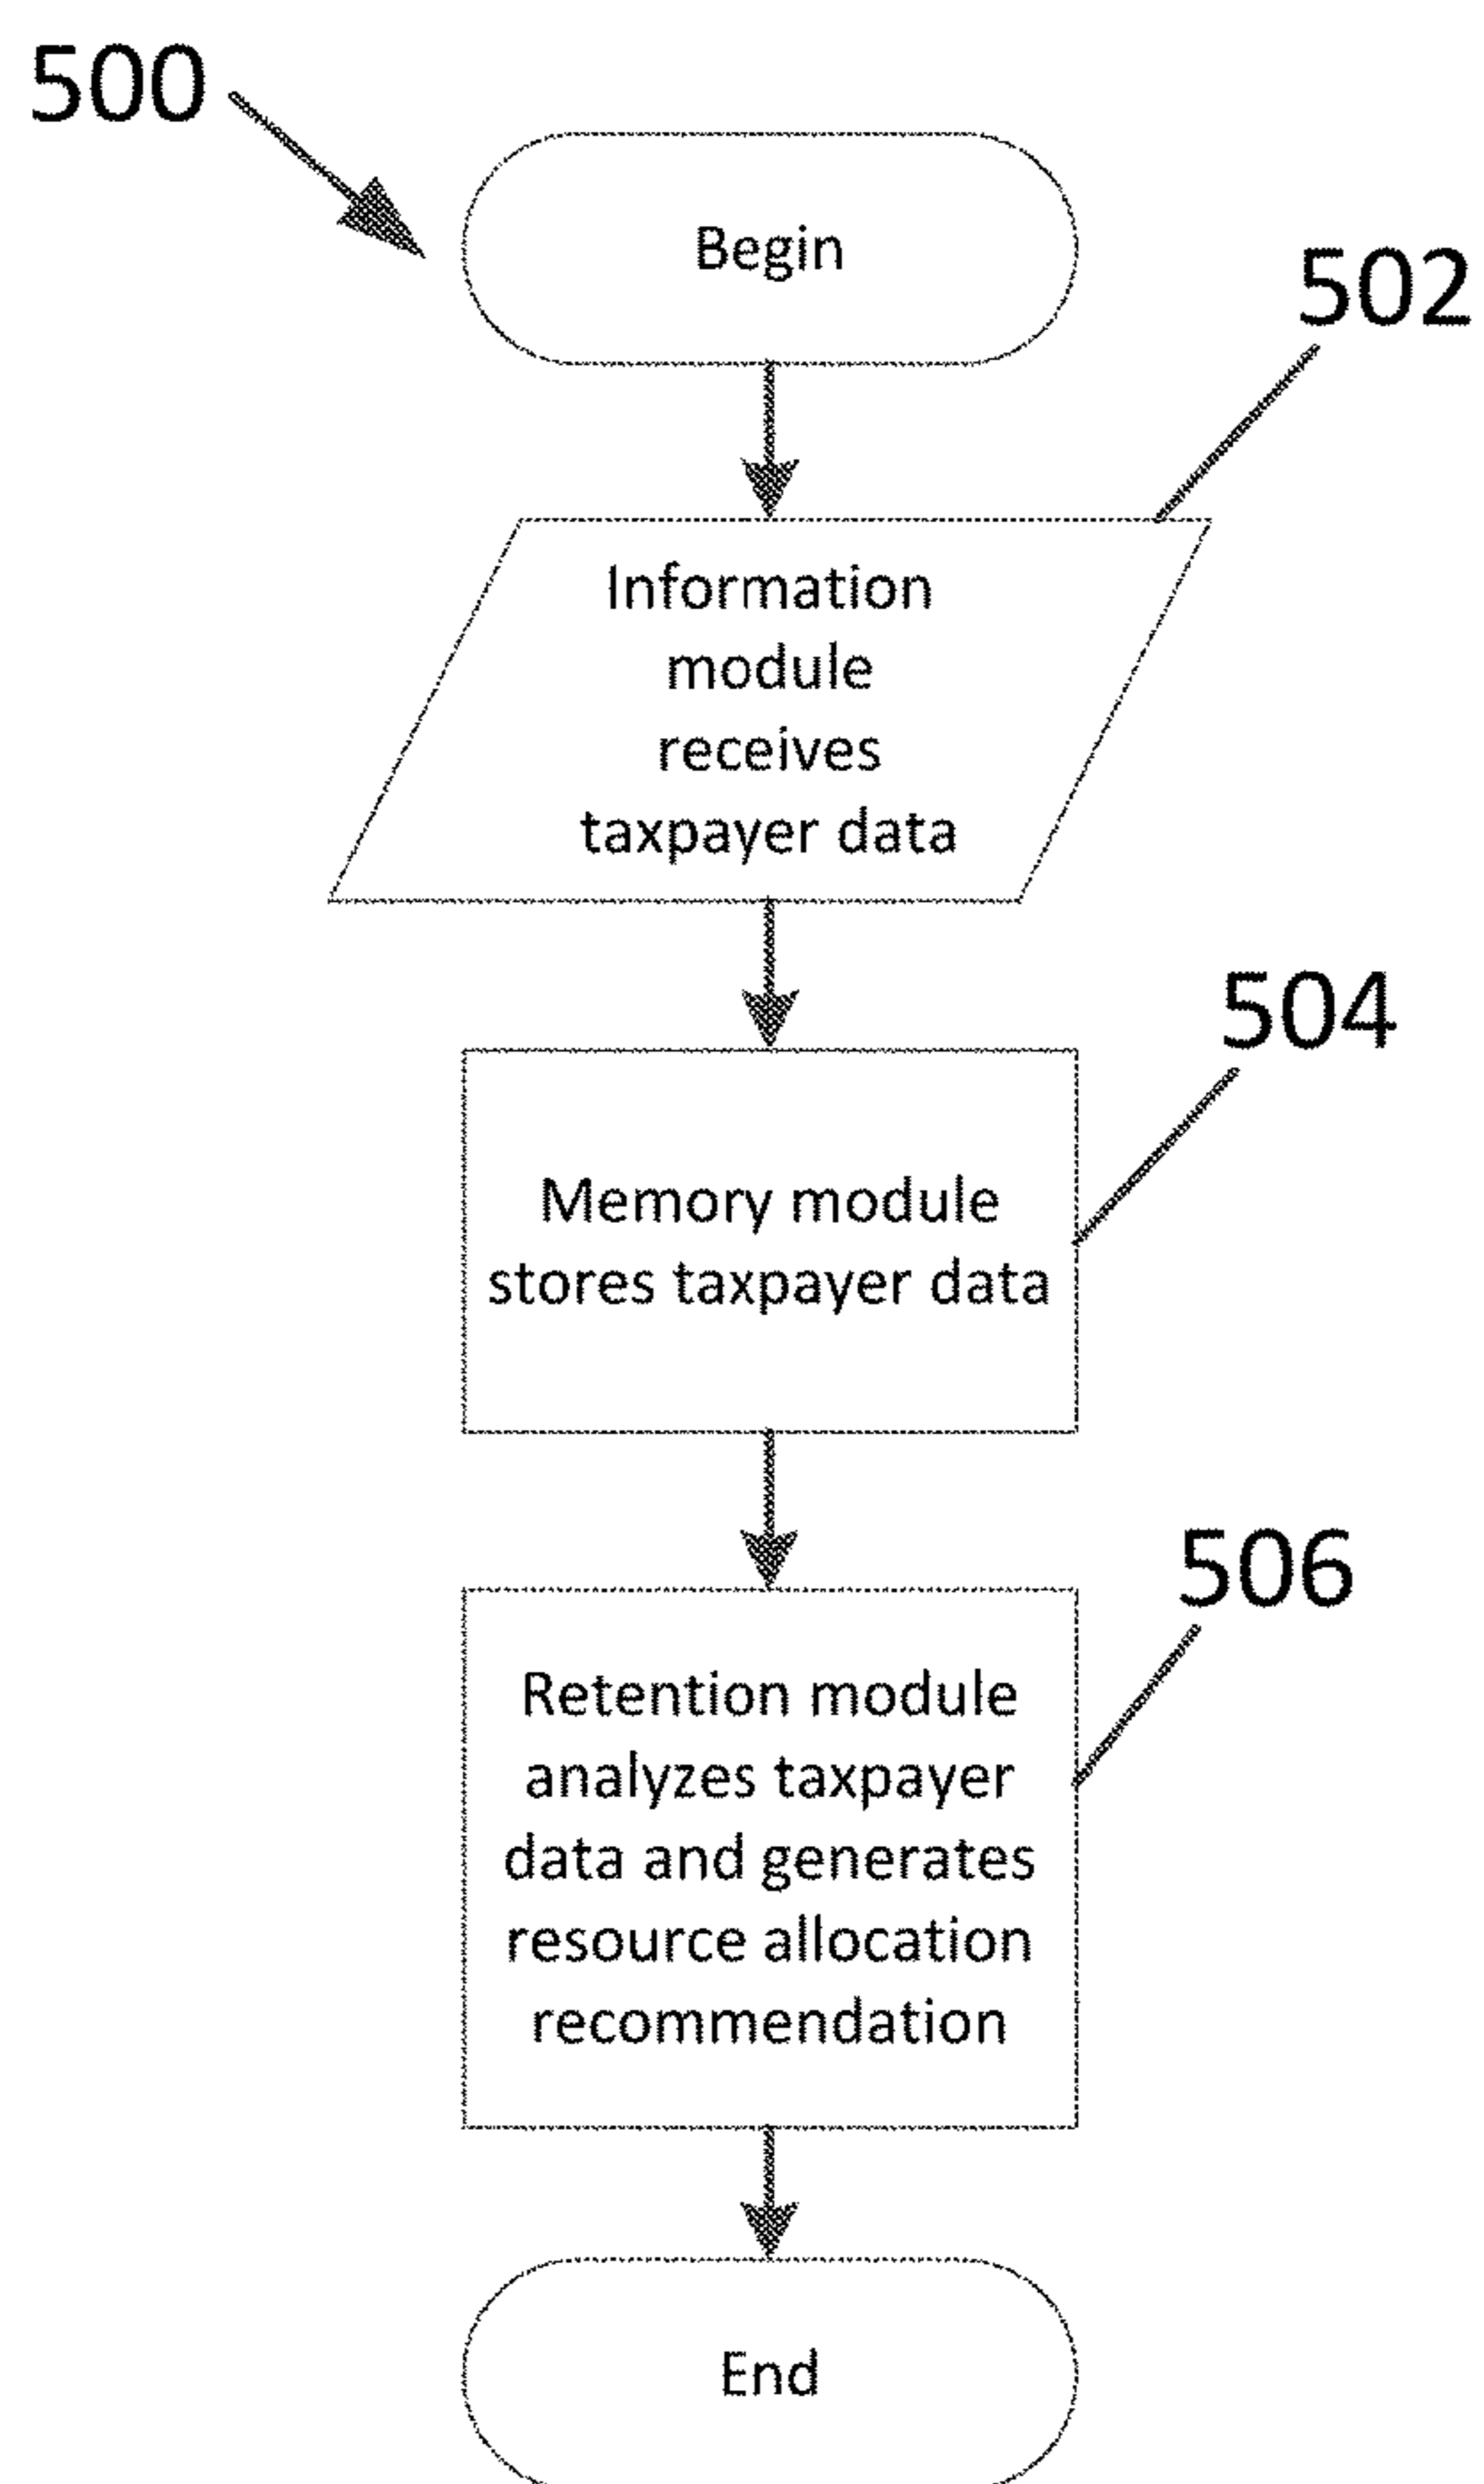 500
Begin
502
Information
module
receives
taxpayer data
504
Memory module
stores taxpayer data
506
Retention module
analyzes taxpayer
data and generates
resource allocation
recommendation
End